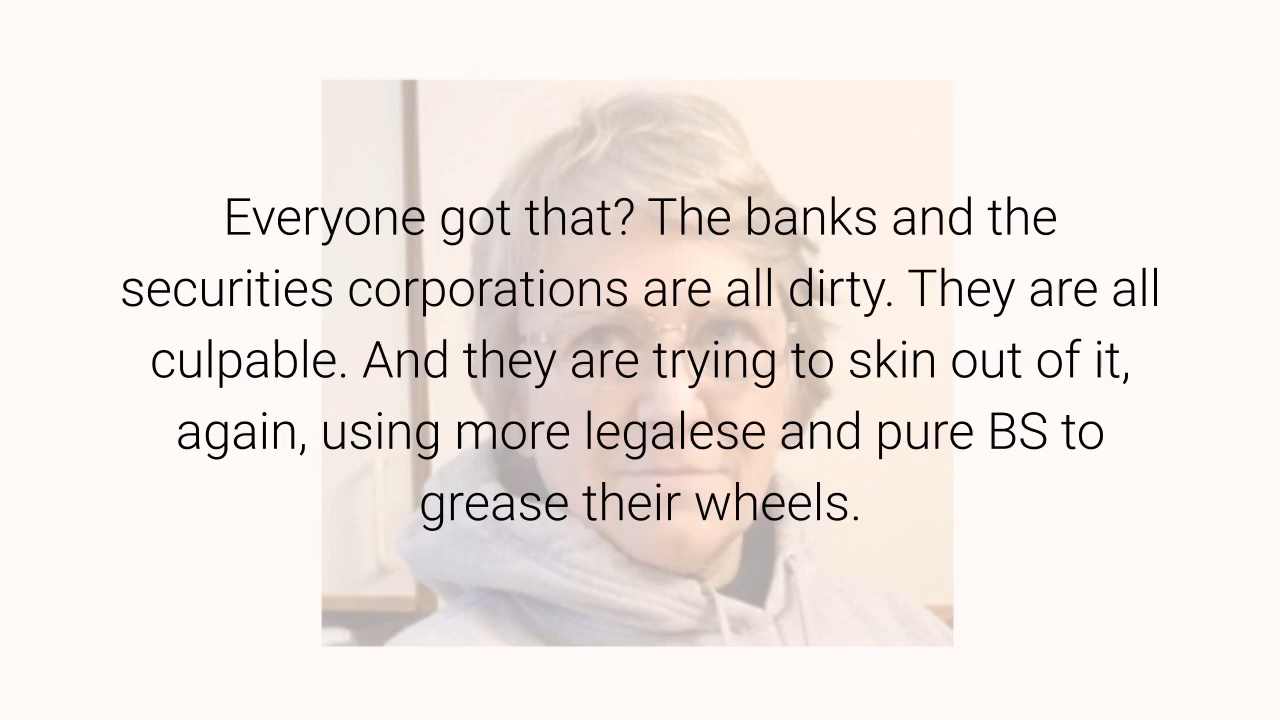 Everyone got that? The banks and the
securities corporations are all dirty. They are all
culpable. And they are trying to skin out of it,
again, using more legalese and pure BS to
grease their wheels.